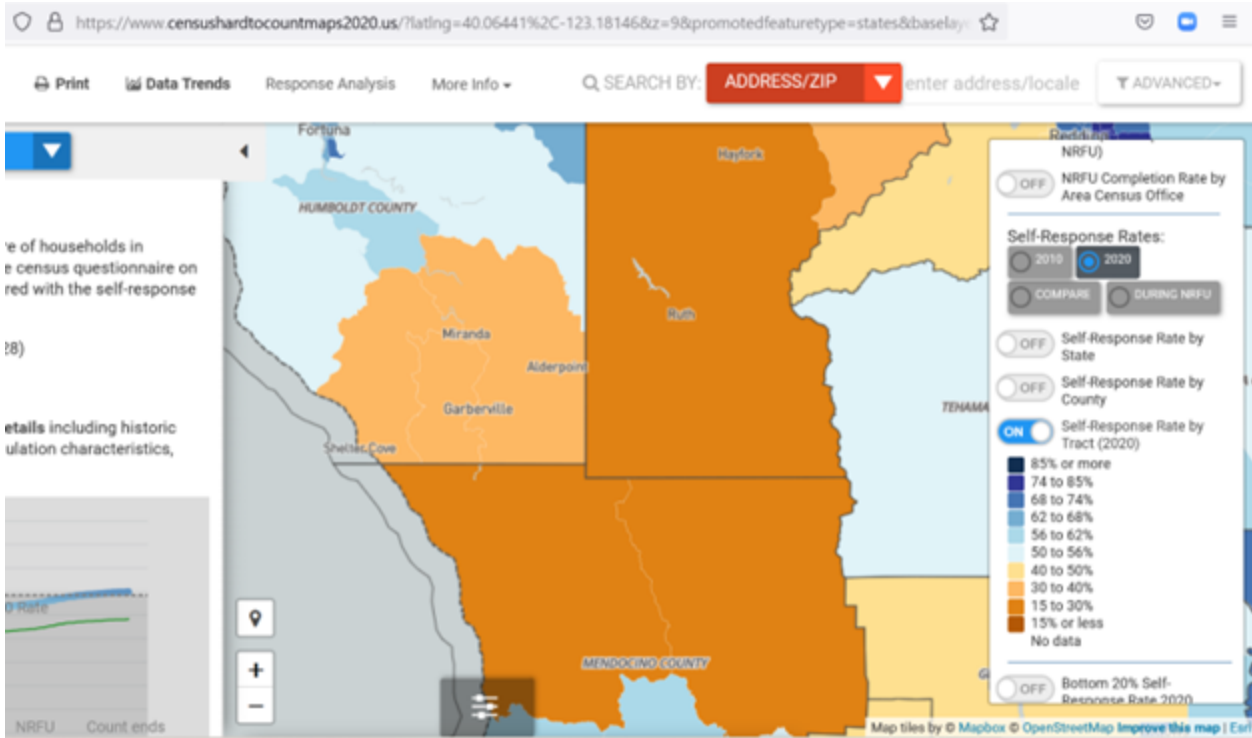 https://www.censushardtocountmaps2020.us/?latlng=40.06441%2C-123.18146&z=9&promotedfeaturetype=states&baselay
Print Data Trends Response Analysis More Info SEARCH BY: ADDRESS/ZIP enter address/locale ADVANCED
Fortuna
Hayfork
Redding
NRFU)
OFF NRFU Completion Rate by
Area Census Office
HUMBOLDT COUNTY
re of households in
e census questionnaire on
red with the self-response
28)
etails including historic
ulation characteristics,
Self-Response Rates:
2010 2020
COMPARE DURING NRFU
Ruth
Miranda
Alderpoint
Garberville
Shelter Cove
TEHAMA
OFF Self-Response Rate by
State
OFF Self-Response Rate by
County
ON Self-Response Rate by
Tract (2020)
85% or more
74 to 85%
68 to 74%
62 to 68%
56 to 62%
50 to 56%
40 to 50%
30 to 40%
15 to 30%
15% or less
No data
0 Rate
MENDOCINO COUNTY
G
OFF Bottom 20% Self-
Response Rate 2020
+
−
NRFU Count ends
Map tiles by © Mapbox © OpenStreetMap Improve this map | Esri